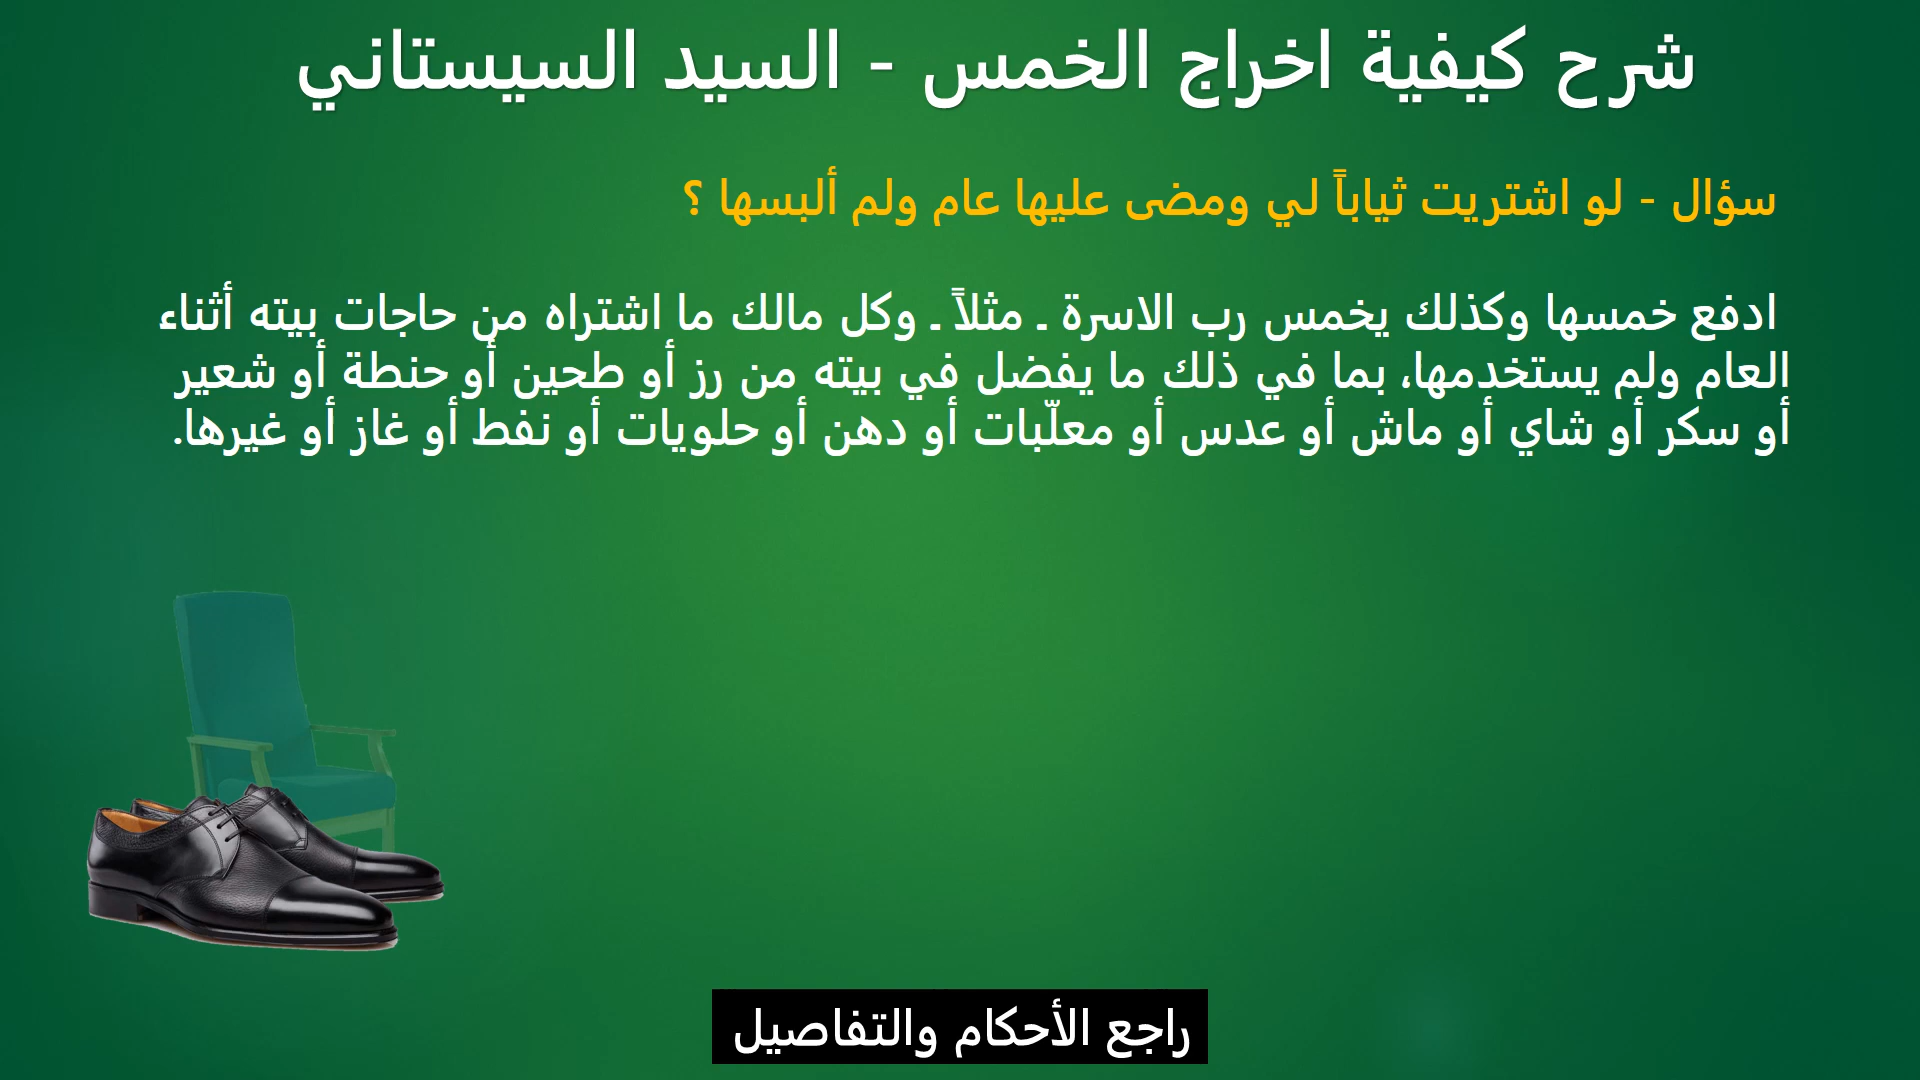 شرح كيفية اخراج الخمس - السيد السيستاني
سؤال - لو اشتريت ثياباً لي ومضى عليها عام ولم ألبسها ؟
ادفع خمسها وكذلك يخمس رب الاسرة ـ مثلاً ـ وكل مالك ما اشتراه من حاجات بيته أثناء
العام ولم يستخدمها، بما في ذلك ما يفضل في بيته من رز أو طحين أو حنطة أو شعير
أو سكر أو شاي أو ماش أو عدس أو معلّبات أو دهن أو حلويات أو نفط أو غاز أو غيرها.
راجع الأحكام والتفاصيل